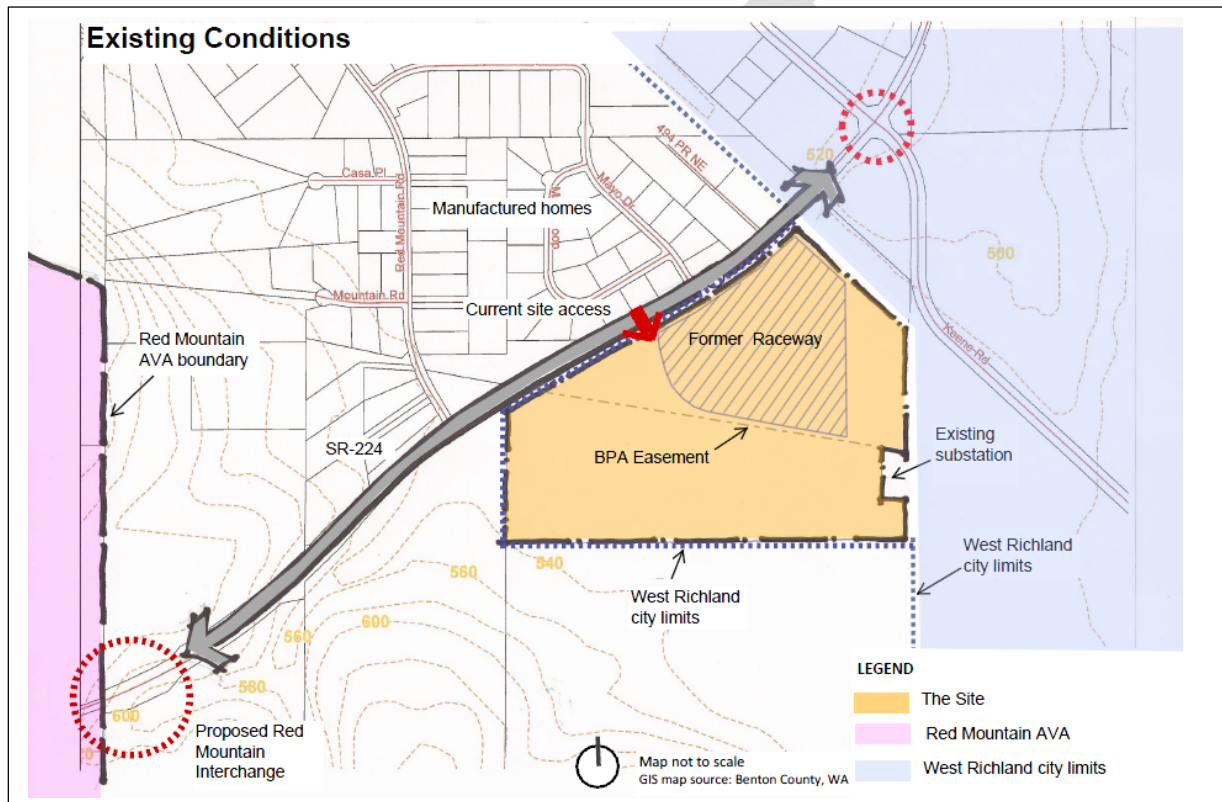 Existing Conditions
494 PR NE
520
Casa Pl
Mayo Dr
Manufactured homes
Red Mountain Rd
oop
500
Mountain Rd
Current site access
Red Mountain
AVA boundary
Former Raceway
Keene Rd
SR-224
BPA Easement
Existing
substation
540
560
West Richland
city limits
West Richland
city limits
600
560
580
600
Proposed Red
Mountain
Interchange
Map not to scale
GIS map source: Benton County, WA
LEGEND
The Site
Red Mountain AVA
West Richland city limits